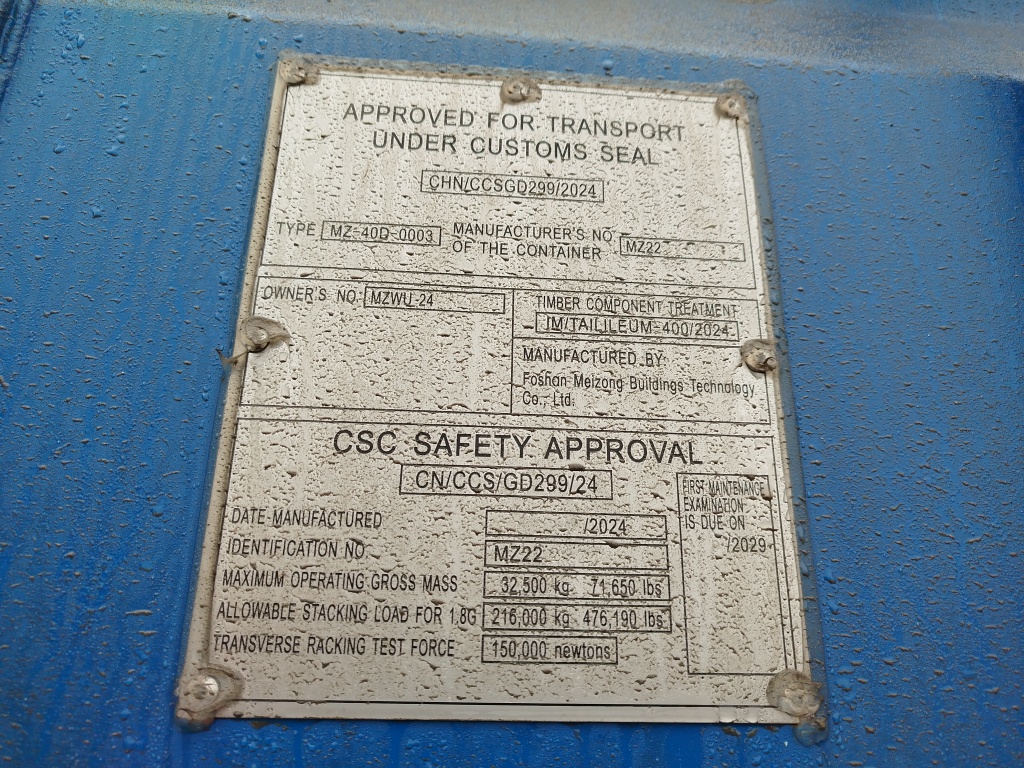 APPROVED FOR TRANSPORT
UNDER CUSTOMS SEAL
CHN/CCSGD299/2024
TYPE MZ-40D-0003 MANUFACTURER'S NO.
OF THE CONTAINER MZ22
OWNER'S NO. MZWU-24
TIMBER COMPONENT TREATMENT
IM/TAILILEUM-400/2024
MANUFACTURED BY:
Foshan Meizong Buildings Technology
Co., Ltd.
CSC SAFETY APPROVAL
CN/CCS/GD299/24
DATE MANUFACTURED /2024
IDENTIFICATION NO. MZ22
MAXIMUM OPERATING GROSS MASS 32,500 kg 71,650 lbs
ALLOWABLE STACKING LOAD FOR 1.8G 216,000 kg 476,190 lbs
TRANSVERSE RACKING TEST FORCE 150,000 newtons
FIRST MAINTENANCE
EXAMINATION
IS DUE ON
/2029